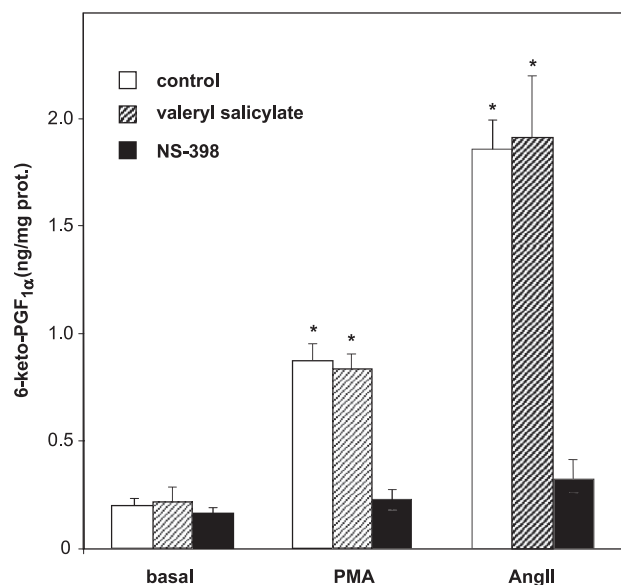 control
valeryl salicylate
NS-398
6-keto-PGF1α(ng/mg prot.)
2.0
1.5
1.0
0.5
0
* * * *
basal PMA AngII